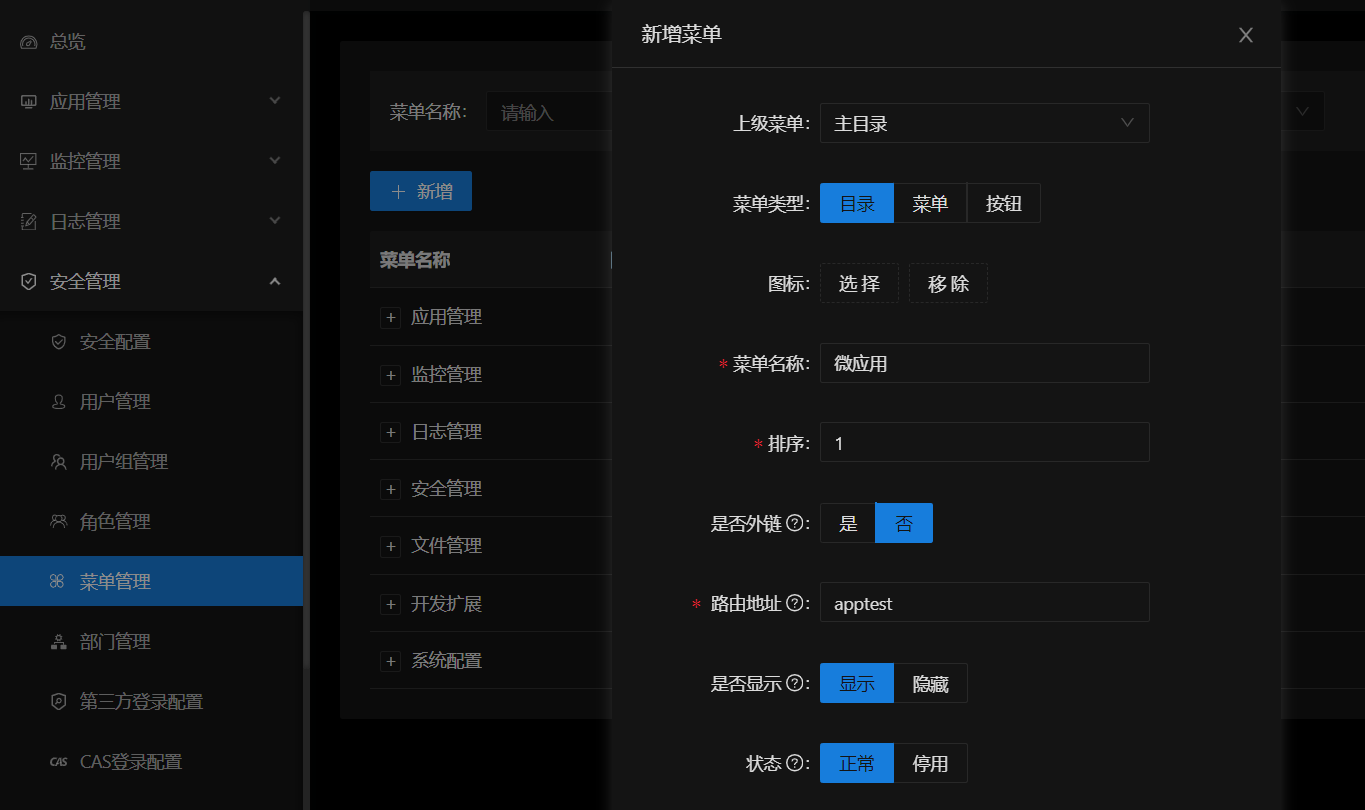 总览
应用管理
监控管理
日志管理
安全管理
安全配置
用户管理
用户组管理
角色管理
菜单管理
部门管理
第三方登录配置
CAS CAS登录配置
菜单名称: 请输入
+ 新增
菜单名称
+ 应用管理
+ 监控管理
+ 日志管理
+ 安全管理
+ 文件管理
+ 开发扩展
+ 系统配置
新增菜单 X
上级菜单: 主目录
菜单类型: 目录 菜单 按钮
图标: 选择 移除
* 菜单名称: 微应用
* 排序: 1
是否外链?: 是 否
* 路由地址?: apptest
是否显示?: 显示 隐藏
状态?: 正常 停用